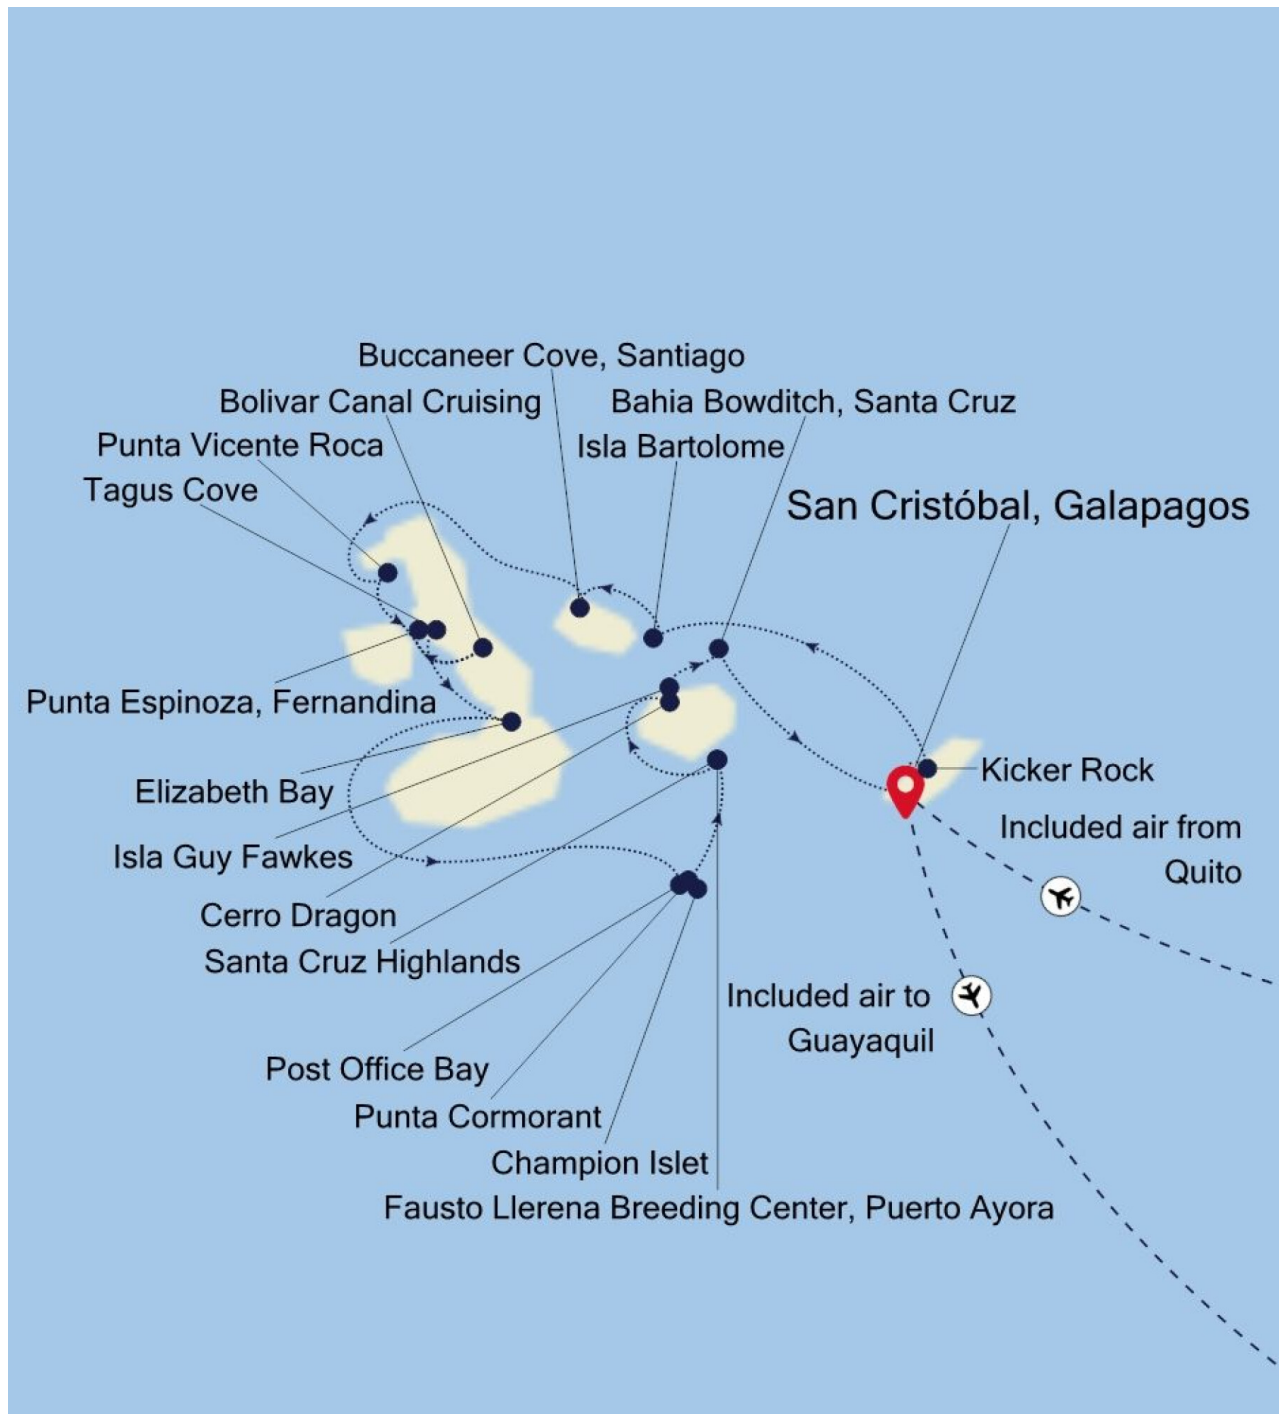 Buccaneer Cove, Santiago
Bolivar Canal Cruising
Bahia Bowditch, Santa Cruz
Punta Vicente Roca
Isla Bartolome
Tagus Cove
San Cristóbal, Galapagos
Punta Espinoza, Fernandina
Kicker Rock
Elizabeth Bay
Included air from
Quito
Isla Guy Fawkes
Cerro Dragon
Santa Cruz Highlands
Included air to
Guayaquil
Post Office Bay
Punta Cormorant
Champion Islet
Fausto Llerena Breeding Center, Puerto Ayora